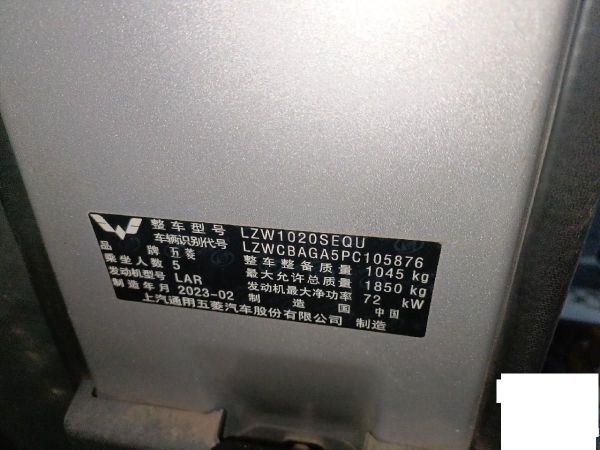 整车型号 LZW1020SEQU
车辆识别代号 LZWCBAGA5PC105876
品牌 五菱 整车整备质量 1045 kg
乘坐人数 5 最大允许总质量 1850 kg
发动机型号 LAR 发动机最大净功率 72 kW
制造年月 2023-02 制造国 中国
上汽通用五菱汽车股份有限公司 制造